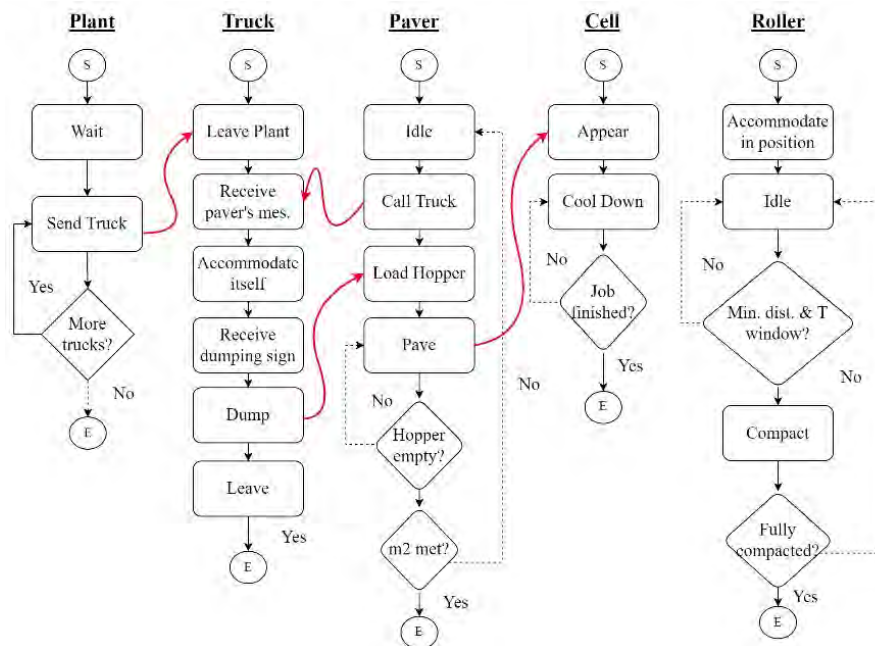 Plant
Truck
Paver
Cell
Roller
S
S
S
S
S
Wait
Send Truck
Yes
More
trucks?
No
E
Leave Plant
Receive
paver's mes.
Accommodate
itself
Receive
dumping sign
Dump
Leave
Yes
E
Idle
Call Truck
Load Hopper
Pave
No
Hopper
empty?
No
m2 met?
Yes
E
Appear
Cool Down
No
Job
finished?
Yes
E
Accommodate
in position
Idle
No
Min. dist. & T
window?
No
Compact
Fully
compacted?
Yes
E